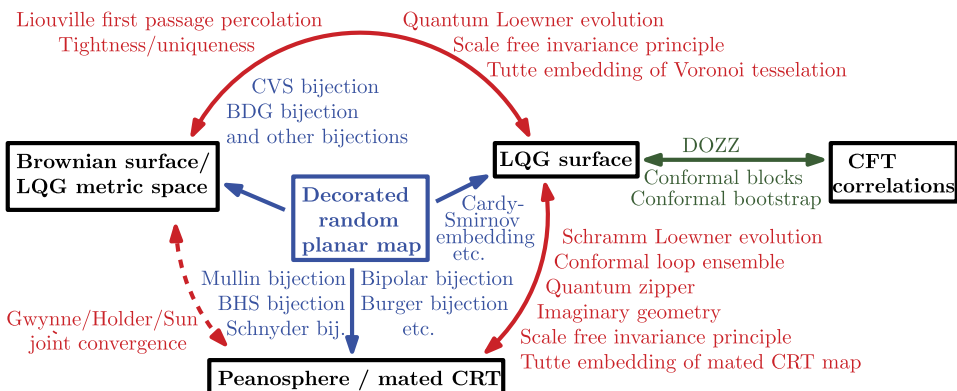 Liouville first passage percolation
Tightness/uniqueness
Quantum Loewner evolution
Scale free invariance principle
Tutte embedding of Voronoi tesselation
CVS bijection
BDG bijection
and other bijections
Brownian surface/
LQG metric space
LQG surface
DOZZ
Conformal blocks
Conformal bootstrap
CFT
correlations
Decorated
random
planar map
Cardy-
Smirnov
embedding
etc.
Mullin bijection
BHS bijection
Schnyder bij.
Bipolar bijection
Burger bijection
etc.
Schramm Loewner evolution
Conformal loop ensemble
Quantum zipper
Imaginary geometry
Scale free invariance principle
Tutte embedding of mated CRT map
Gwynne/Holder/Sun
joint convergence
Peanosphere / mated CRT